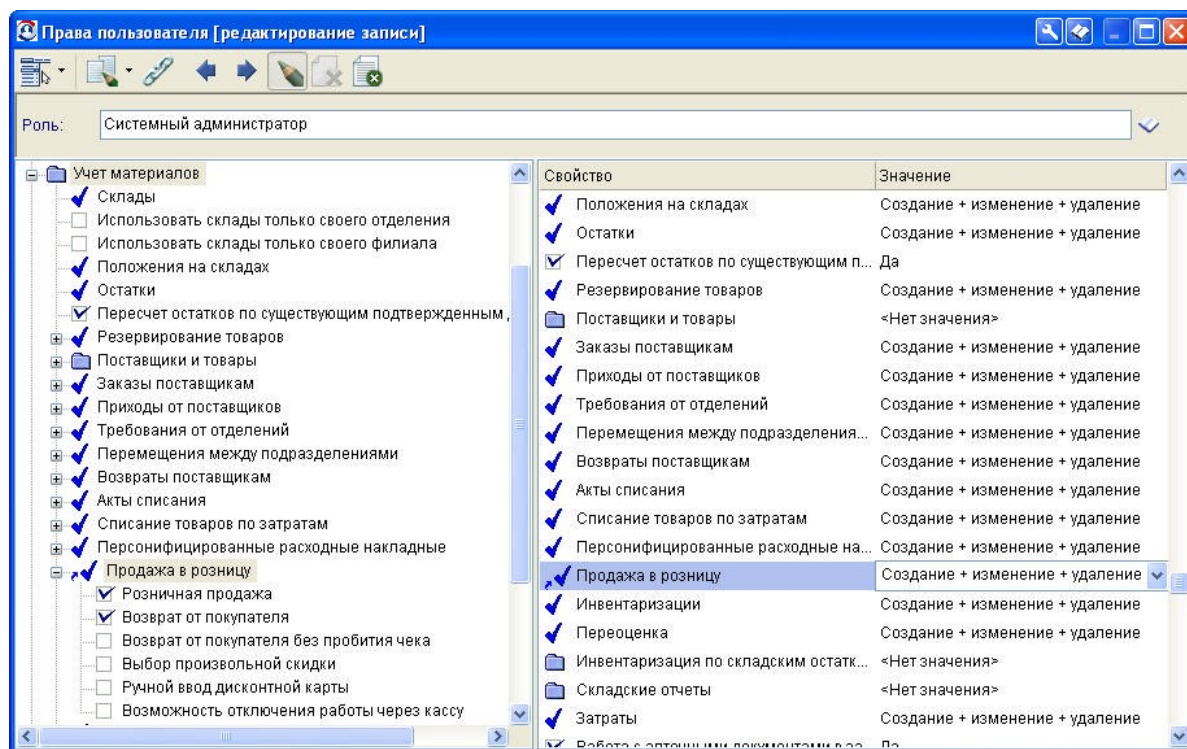 Права пользователя [редактирование записи]
Роль: Системный администратор
Учет материалов
Склады
Использовать склады только своего отделения
Использовать склады только своего филиала
Положения на складах
Остатки
Пересчет остатков по существующим подтвержденным
Резервирование товаров
Поставщики и товары
Заказы поставщикам
Приходы от поставщиков
Требования от отделений
Перемещения между подразделениями
Возвраты поставщикам
Акты списания
Списание товаров по затратам
Персонифицированные расходные накладные
Продажа в розницу
Розничная продажа
Возврат от покупателя
Возврат от покупателя без пробития чека
Выбор произвольной скидки
Ручной ввод дисконтной карты
Возможность отключения работы через кассу
Свойство Значение
Положения на складах Создание + изменение + удаление
Остатки Создание + изменение + удаление
Пересчет остатков по существующим п... Да
Резервирование товаров Создание + изменение + удаление
Поставщики и товары <Нет значения>
Заказы поставщикам Создание + изменение + удаление
Приходы от поставщиков Создание + изменение + удаление
Требования от отделений Создание + изменение + удаление
Перемещения между подразделения... Создание + изменение + удаление
Возвраты поставщикам Создание + изменение + удаление
Акты списания Создание + изменение + удаление
Списание товаров по затратам Создание + изменение + удаление
Персонифицированные расходные на... Создание + изменение + удаление
Продажа в розницу Создание + изменение + удаление
Инвентаризации Создание + изменение + удаление
Переоценка Создание + изменение + удаление
Инвентаризация по складским остатк... <Нет значения>
Складские отчеты <Нет значения>
Затраты Создание + изменение + удаление
Работа с аптечными документами в за... Да